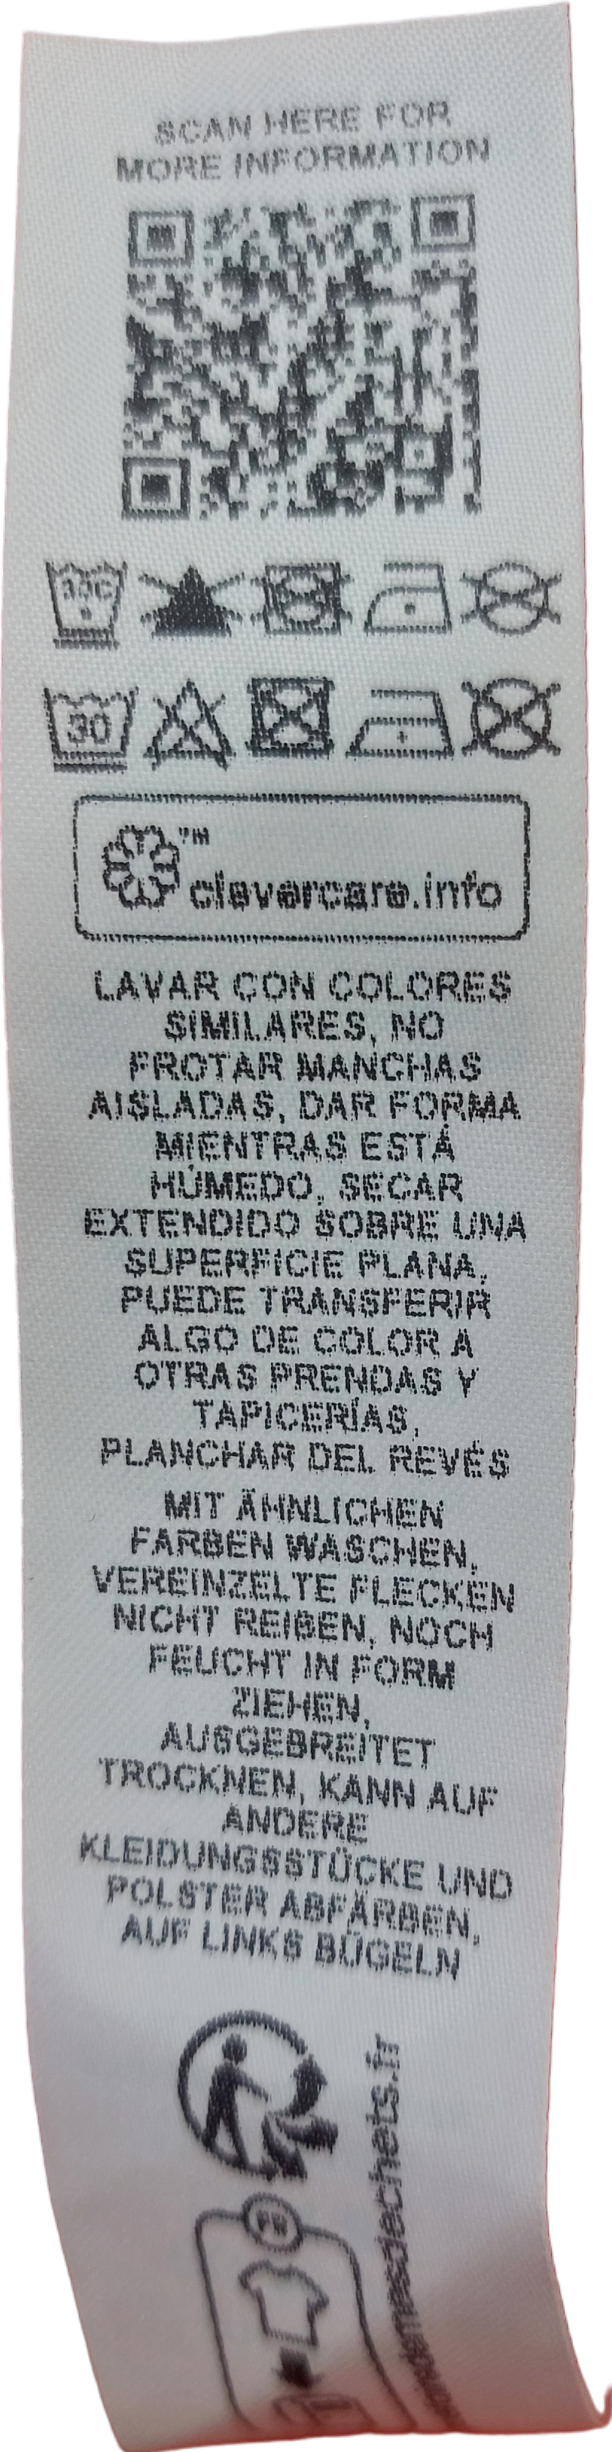 SCAN HERE FOR
MORE INFORMATION
30C
30
TM
clevercare.info
LAVAR CON COLORES
SIMILARES, NO
FROTAR MANCHAS
AISLADAS, DAR FORMA
MIENTRAS ESTÁ
HÚMEDO, SECAR
EXTENDIDO SOBRE UNA
SUPERFICIE PLANA,
PUEDE TRANSFERIR
ALGO DE COLOR A
OTRAS PRENDAS Y
TAPICERÍAS,
PLANCHAR DEL REVÉS
MIT ÄHNLICHEN
FARBEN WASCHEN,
VEREINZELTE FLECKEN
NICHT REIBEN, NOCH
FEUCHT IN FORM
ZIEHEN,
AUSGEBREITET
TROCKNEN, KANN AUF
ANDERE
KLEIDUNGSSTÜCKE UND
POLSTER ABFÄRBEN,
AUF LINKS BÜGELN
FR